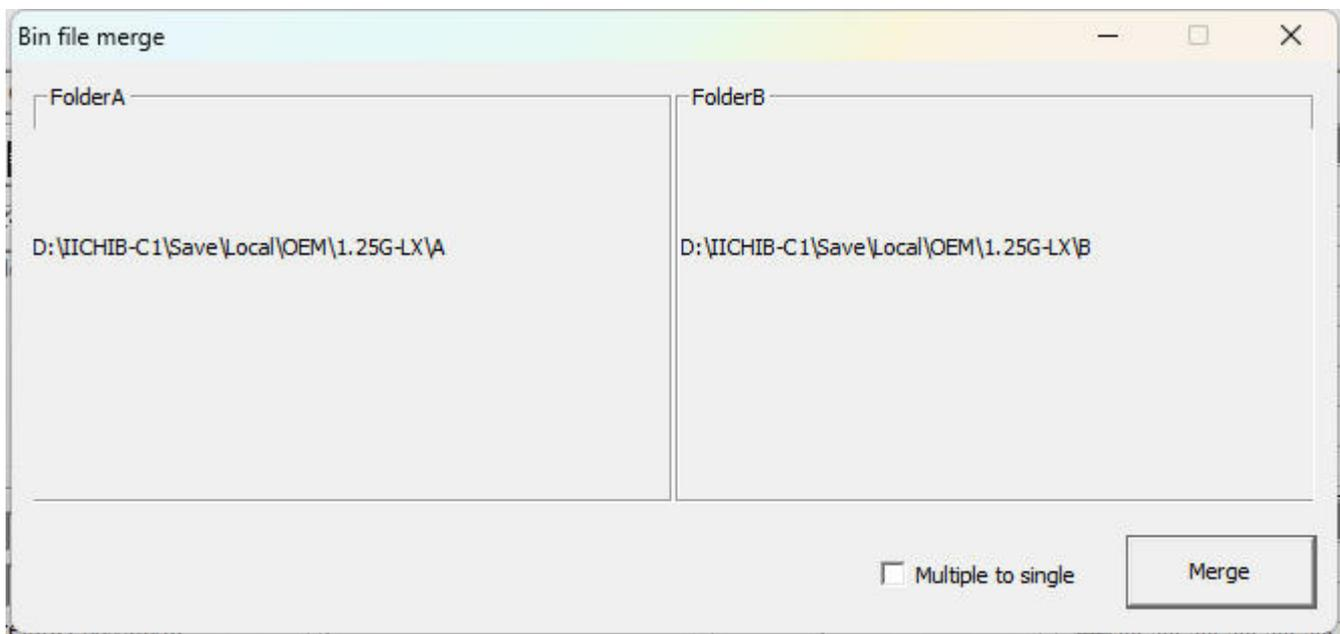 Bin file merge
FolderA
FolderB
D:\IICHIB-C1\Save\Local\OEM\1.25G-LX\A
D:\IICHIB-C1\Save\Local\OEM\1.25G-LX\B
Multiple to single
Merge